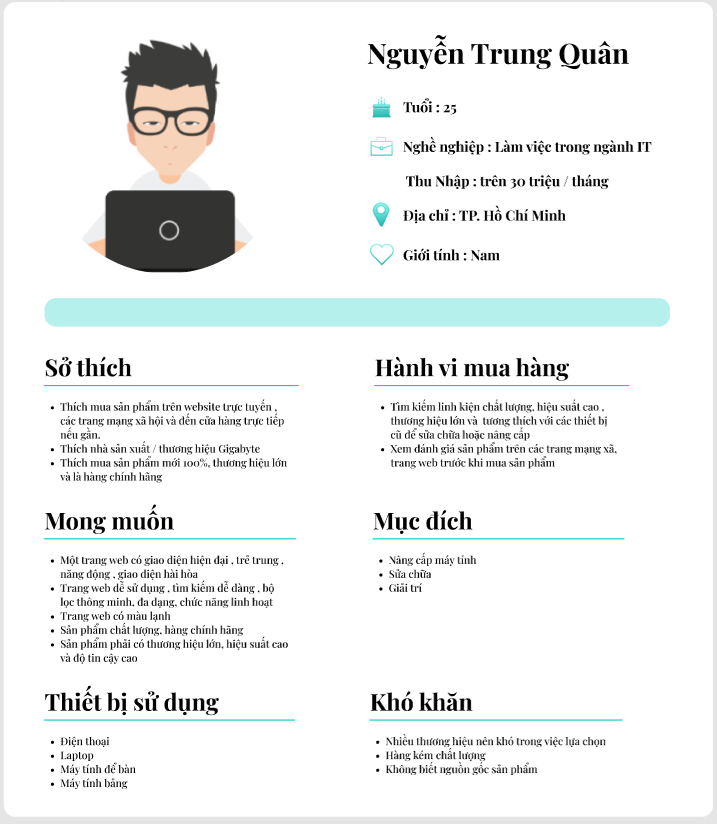 Nguyễn Trung Quân
Tuổi : 25
Nghề nghiệp : Làm việc trong ngành IT
Thu Nhập : trên 30 triệu / tháng
Địa chỉ : TP. Hồ Chí Minh
Giới tính : Nam
Sở thích
• Thích mua sản phẩm trên website trực tuyến ,
các trang mạng xã hội và đến cửa hàng trực tiếp
nếu gần.
• Thích nhà sản xuất / thương hiệu Gigabyte
• Thích mua sản phẩm mới 100%, thương hiệu lớn
và là hàng chính hãng
Hành vi mua hàng
• Tìm kiếm linh kiện chất lượng, hiệu suất cao ,
thương hiệu lớn và tương thích với các thiết bị
cũ để sửa chữa hoặc nâng cấp
• Xem đánh giá sản phẩm trên các trang mạng xã,
trang web trước khi mua sản phẩm
Mong muốn
• Một trang web có giao diện hiện đại , trẻ trung ,
năng động , giao diện hài hòa
• Trang web dễ sử dụng , tìm kiếm dễ dàng , bộ
lọc thông minh, đa dạng, chức năng linh hoạt
• Trang web có màu lạnh
• Sản phẩm chất lượng, hàng chính hãng
• Sản phẩm phải có thương hiệu lớn, hiệu suất cao
và độ tin cậy cao
Mục đích
• Nâng cấp máy tính
• Sửa chữa
• Giải trí
Thiết bị sử dụng
• Điện thoại
• Laptop
• Máy tính để bàn
• Máy tính bảng
Khó khăn
• Nhiều thương hiệu nên khó trong việc lựa chọn
• Hàng kém chất lượng
• Không biết nguồn gốc sản phẩm